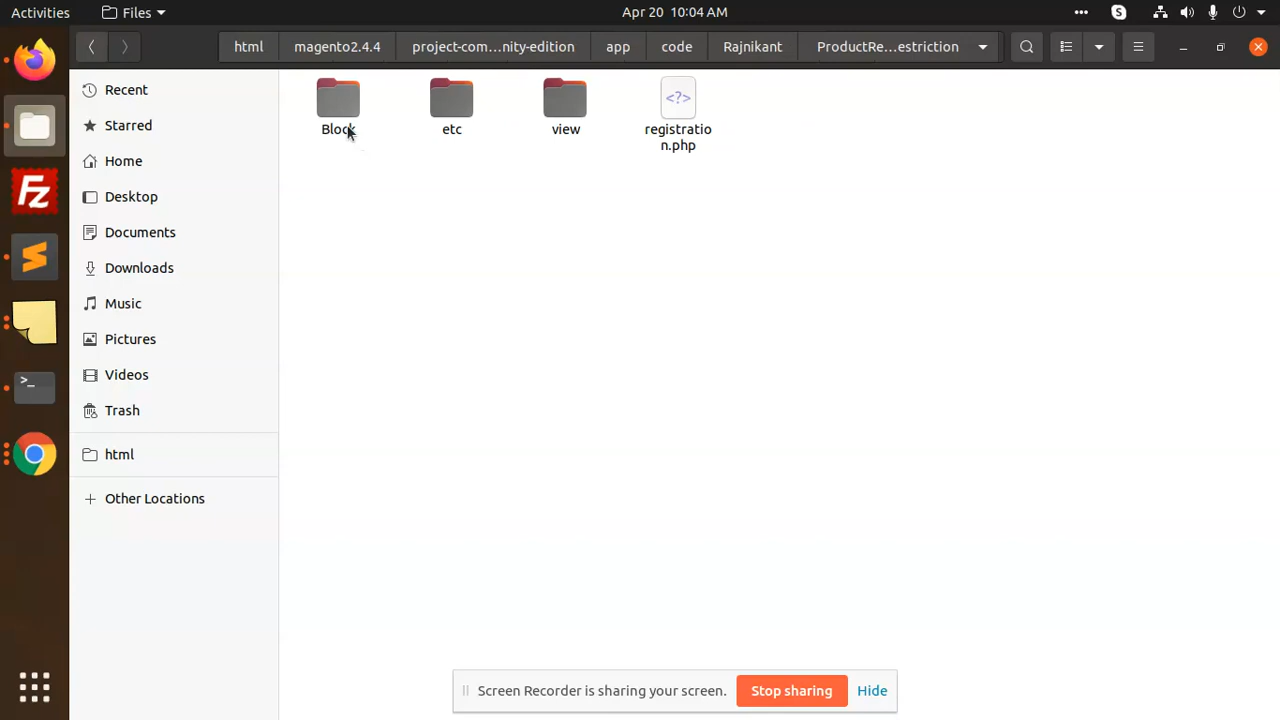 Activities Files Apr 20 10:04 AM
html magento2.4.4 project-com…nity-edition app code Rajnikant ProductRe…estriction
Recent
Starred
Home
Desktop
Documents
Downloads
Music
Pictures
Videos
Trash
html
+ Other Locations
Block etc view registratio
n.php
<?>
Fz
>_
Screen Recorder is sharing your screen. Stop sharing Hide